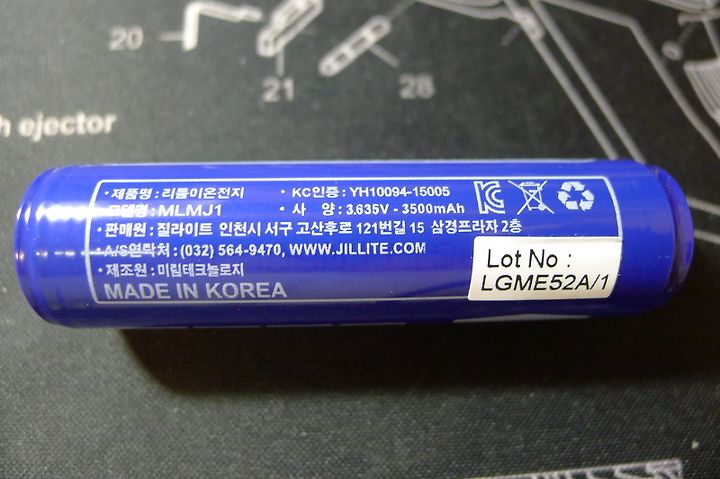 20
21
28
h ejector
· 제품명 : 리튬이온전지 · KC인증 : YH10094-15005
· 모델명 : MLMJ1 · 사 양 : 3.635V - 3500mAh
· 판매원 : 질라이트 인천시 서구 고산후로 121번길 15 삼경프라자 2층
· A/S연락처 : (032) 564-9470, WWW.JILLITE.COM
· 제조원 : 미림테크놀로지
MADE IN KOREA
Lot No :
LGME52A/1